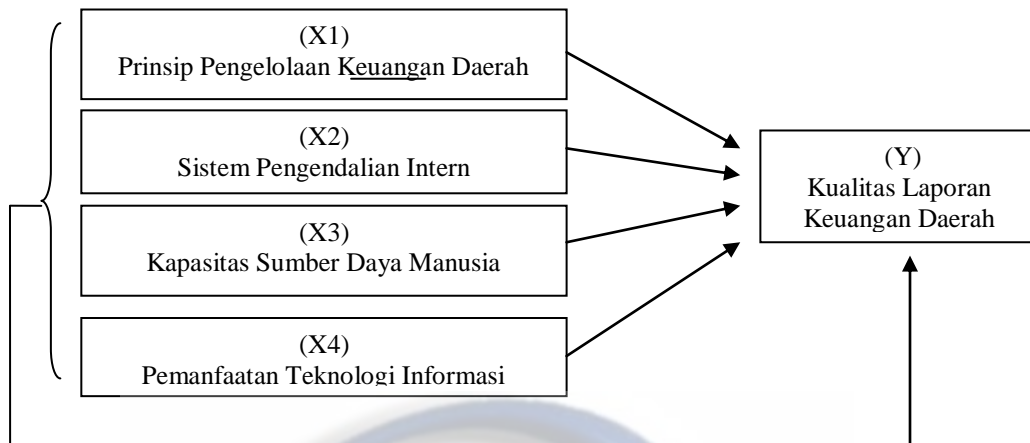 (X1)
Prinsip Pengelolaan Keuangan Daerah
(X2)
Sistem Pengendalian Intern
(X3)
Kapasitas Sumber Daya Manusia
(X4)
Pemanfaatan Teknologi Informasi
(Y)
Kualitas Laporan
Keuangan Daerah